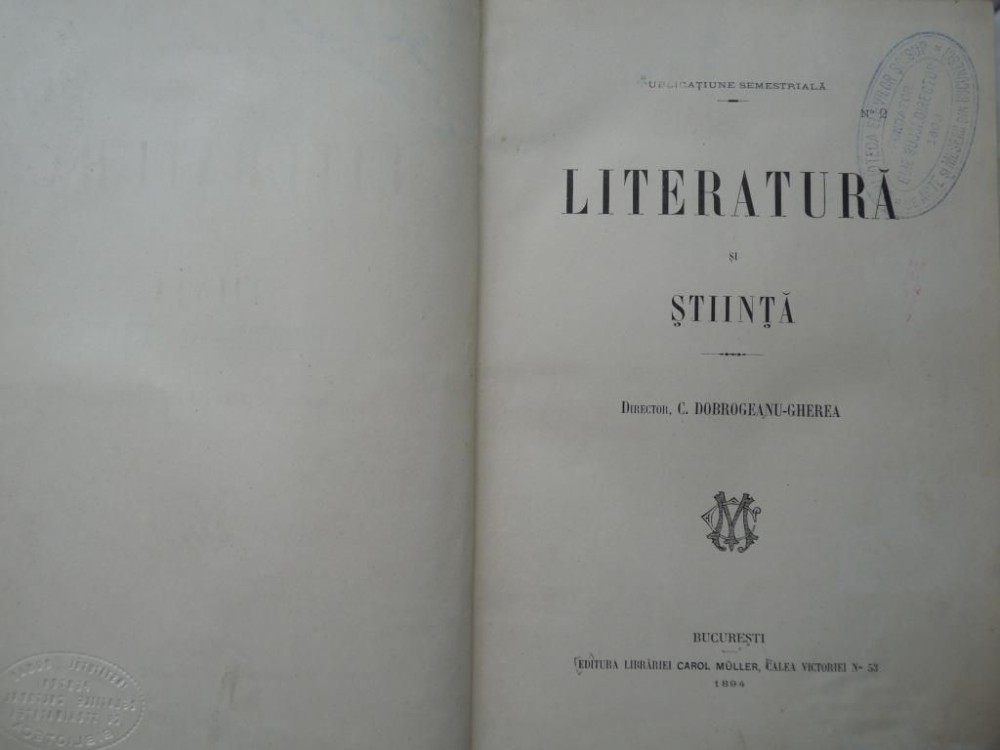 PUBLICAȚIUNE SEMESTRIALĂ
No 2
LITERATURĂ
ȘI
ȘTIINȚĂ
DIRECTOR, C. DOBROGEANU-GHEREA
BUCUREȘTI
EDITURA LIBRĂRIEI CAROL MÜLLER, CALEA VICTORIEI No 53
1894